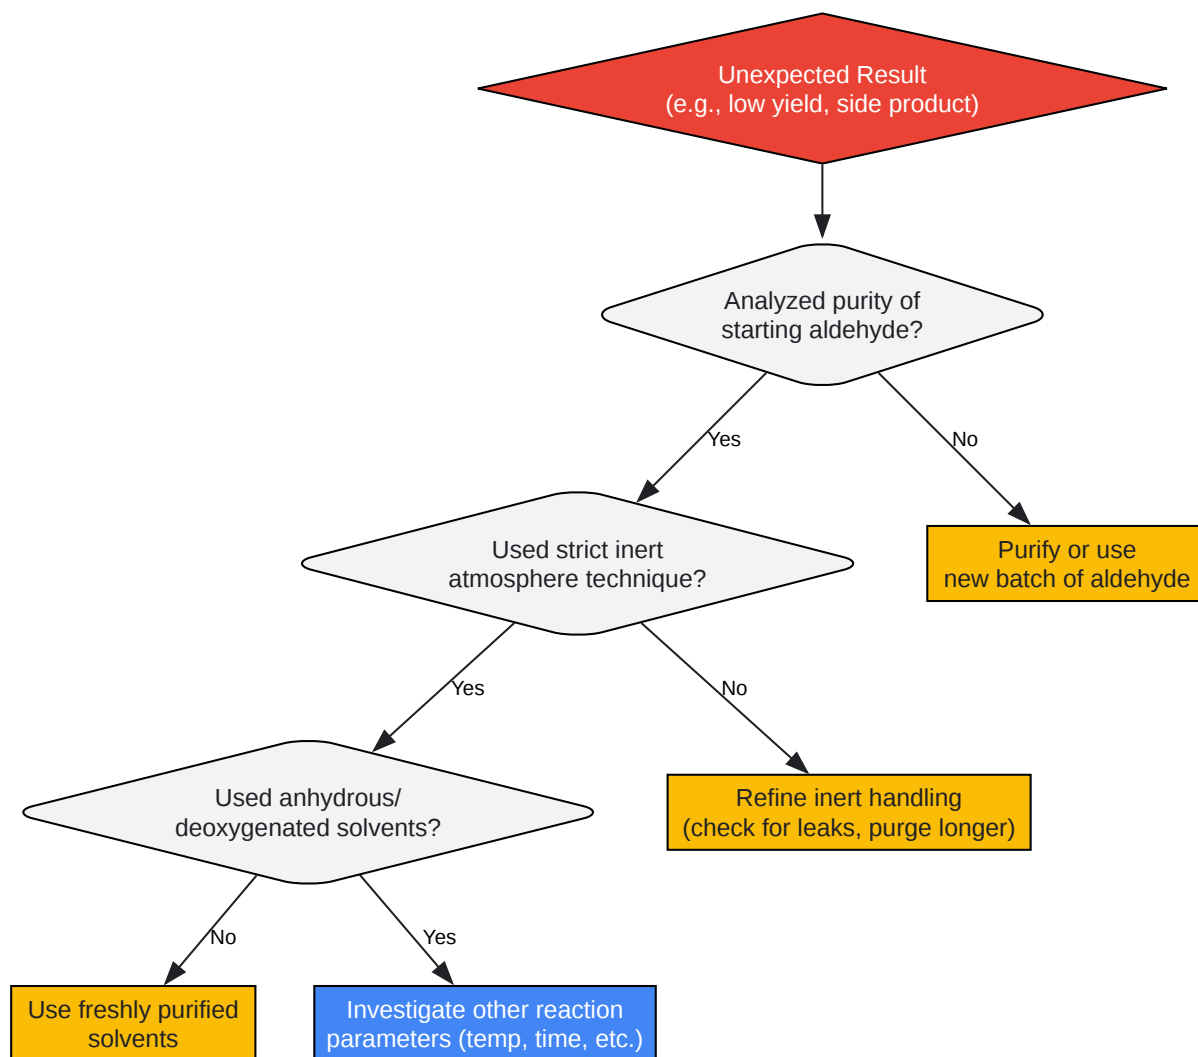 Unexpected Result
(e.g., low yield, side product)
Analyzed purity of
starting aldehyde?
Yes
No
Used strict inert
atmosphere technique?
Purify or use
new batch of aldehyde
Yes
No
Used anhydrous/
deoxygenated solvents?
Refine inert handling
(check for leaks, purge longer)
No
Yes
Use freshly purified
solvents
Investigate other reaction
parameters (temp, time, etc.)